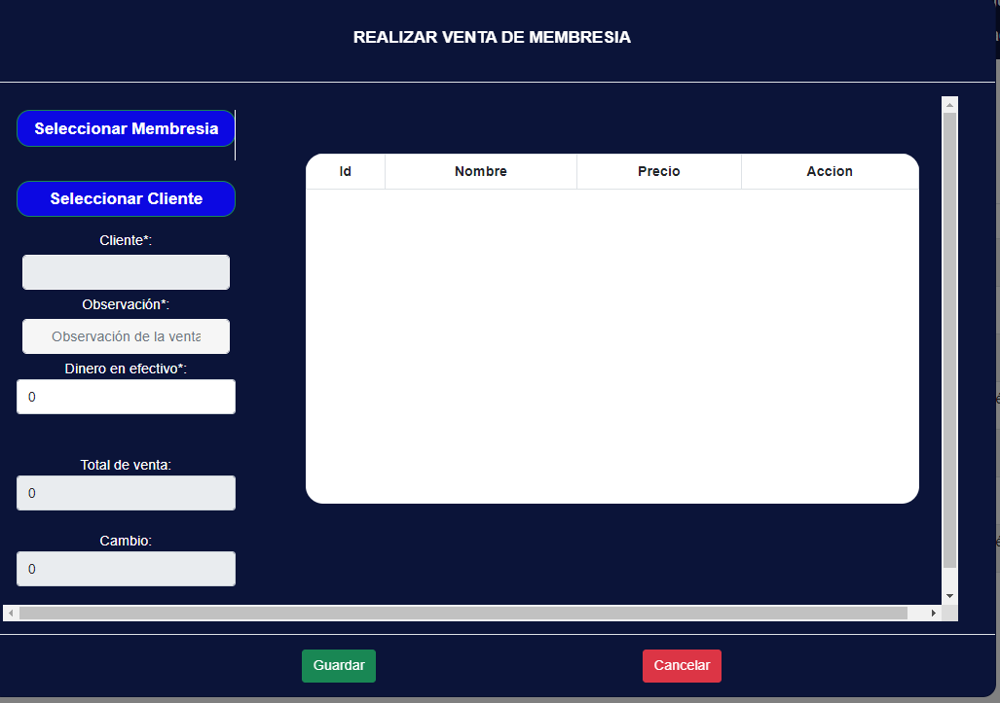 REALIZAR VENTA DE MEMBRESIA
Seleccionar Membresia
Seleccionar Cliente
Cliente*:
Observación*:
Observación de la venta
Dinero en efectivo*:
0
Total de venta:
0
Cambio:
0
Id Nombre Precio Accion
Guardar Cancelar